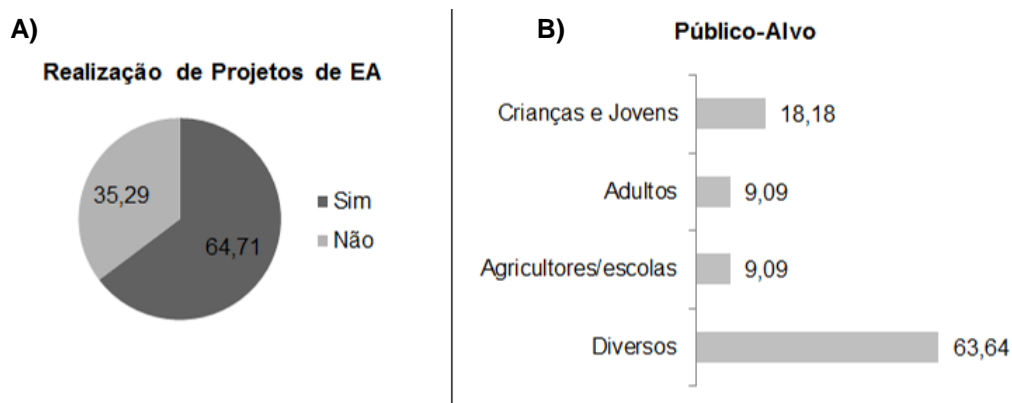 A)
Realização de Projetos de EA
35,29
64,71
Sim
Não
B)
Público-Alvo
Crianças e Jovens 18,18
Adultos 9,09
Agricultores/escolas 9,09
Diversos 63,64